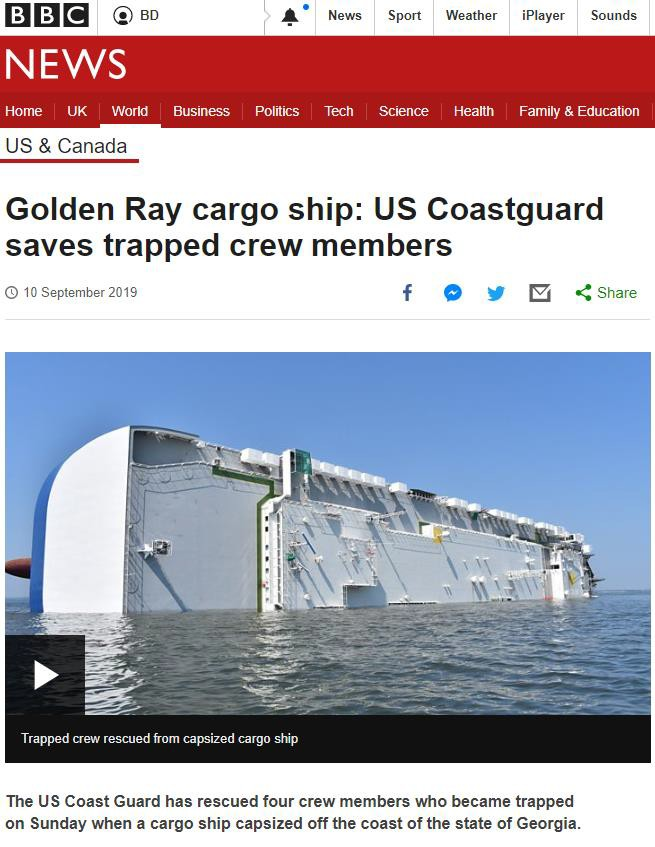 BBC BD News Sport Weather iPlayer Sounds
NEWS
Home UK World Business Politics Tech Science Health Family & Education
US & Canada
Golden Ray cargo ship: US Coastguard
saves trapped crew members
10 September 2019 Share
Trapped crew rescued from capsized cargo ship
The US Coast Guard has rescued four crew members who became trapped
on Sunday when a cargo ship capsized off the coast of the state of Georgia.